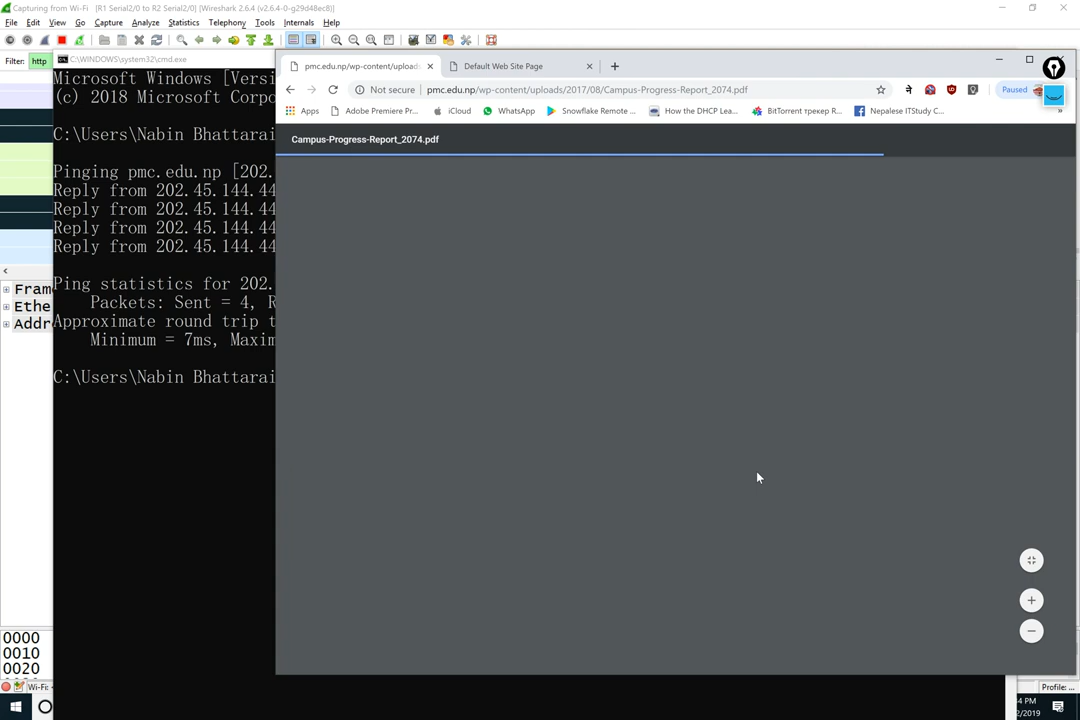 Capturing from Wi-Fi (R1 Serial2/0 to R2 Serial2/0) [Wireshark 2.6.4 (v2.6.4-0-g29d48ec8)]
File Edit View Go Capture Analyze Statistics Telephony Tools Internals Help
Filter: http
C:\WINDOWS\system32\cmd.exe
Microsoft Windows [Versi
(c) 2018 Microsoft Corpo
C:\Users\Nabin Bhattarai
Pinging pmc.edu.np [202.
Reply from 202.45.144.44
Reply from 202.45.144.44
Reply from 202.45.144.44
Reply from 202.45.144.44
Ping statistics for 202.
Packets: Sent = 4, R
Approximate round trip t
Minimum = 7ms, Maxim
C:\Users\Nabin Bhattarai
pmc.edu.np/wp-content/upload
Default Web Site Page
Not secure
pmc.edu.np/wp-content/uploads/2017/08/Campus-Progress-Report_2074.pdf
Paused
Apps Adobe Premiere Pr... iCloud WhatsApp Snowflake Remote ... How the DHCP Lea... BitTorrent трекер R... Nepalese ITStudy C...
Campus-Progress-Report_2074.pdf
Fram
Ethe
Addr
0000
0010
0020
Wi-Fi:
Profile: ...
4 PM
2/2019